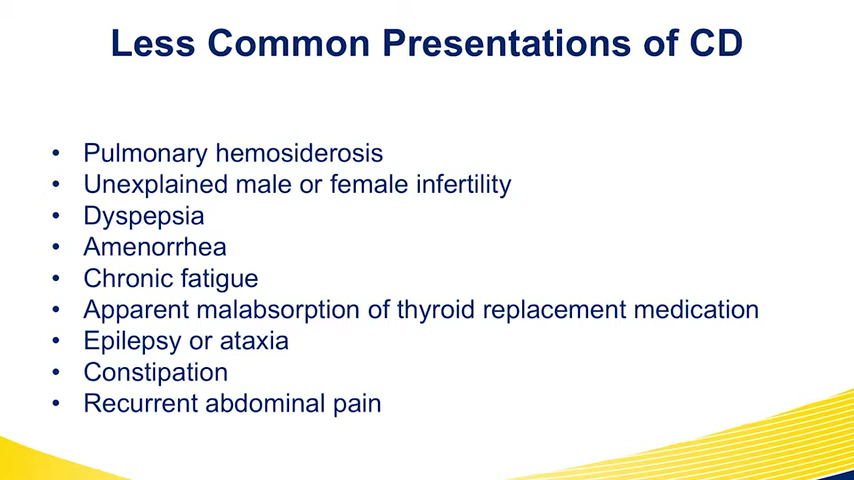 Less Common Presentations of CD
• Pulmonary hemosiderosis
• Unexplained male or female infertility
• Dyspepsia
• Amenorrhea
• Chronic fatigue
• Apparent malabsorption of thyroid replacement medication
• Epilepsy or ataxia
• Constipation
• Recurrent abdominal pain